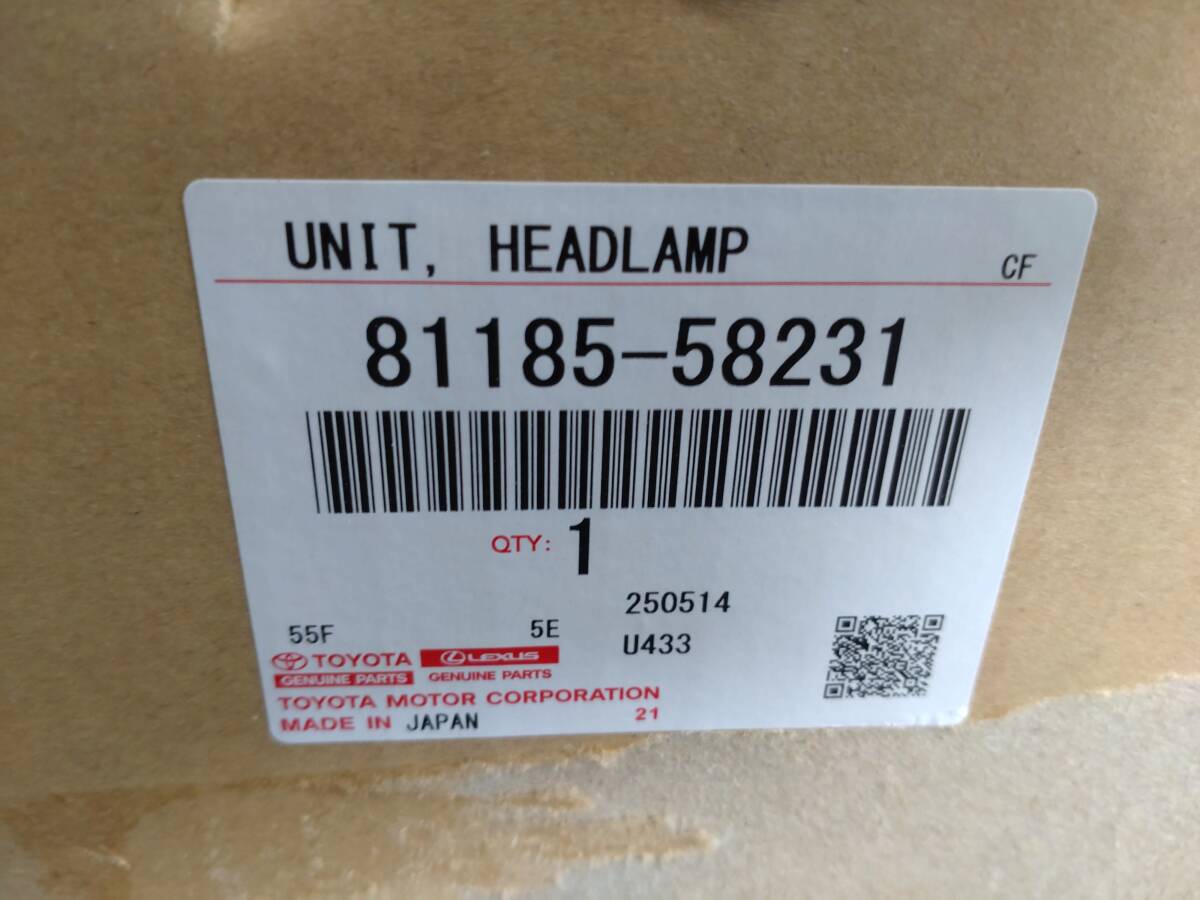 UNIT, HEADLAMP
CF
81185-58231
QTY: 1
250514
55F 5E U433
TOYOTA LEXUS
GENUINE PARTS GENUINE PARTS
TOYOTA MOTOR CORPORATION
MADE IN JAPAN 21